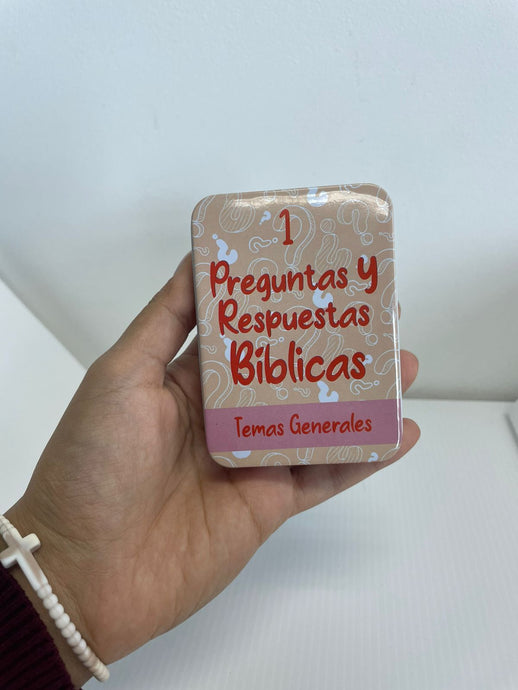 1
Preguntas y
Respuestas
Bíblicas
Temas Generales